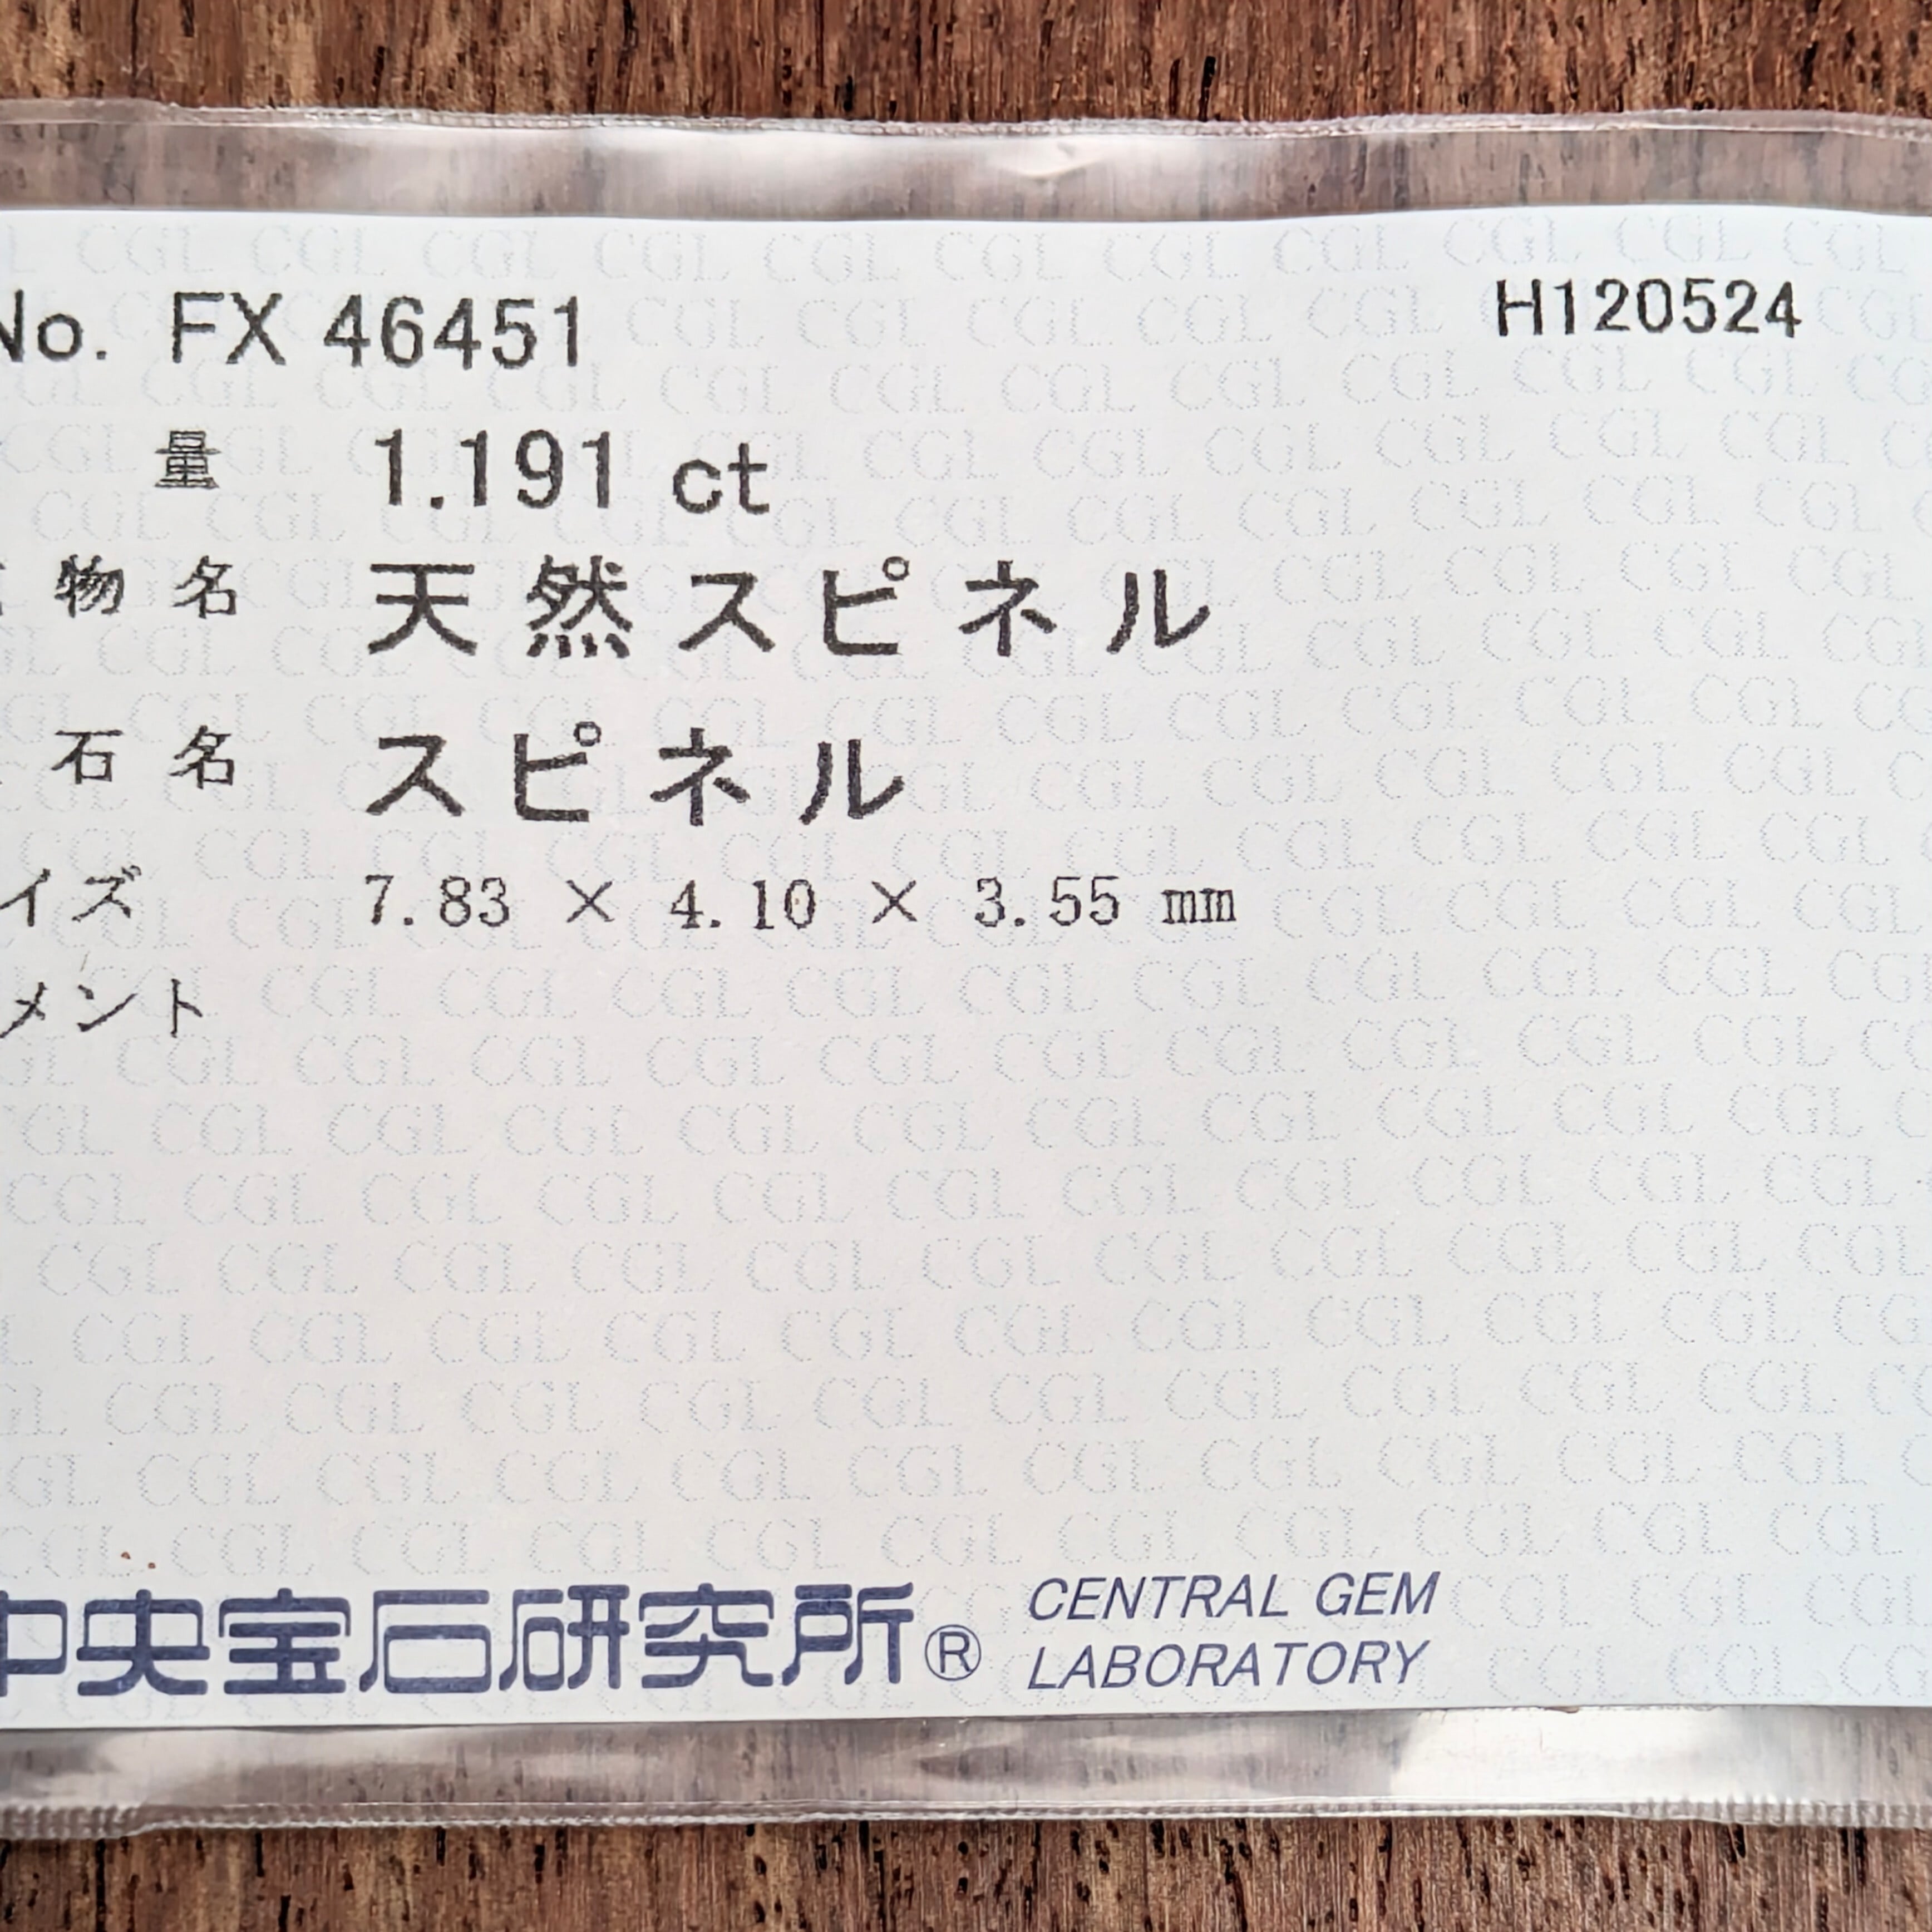 No. FX 46451 H120524
量 1.191 ct
物名 天然スピネル
石名 スピネル
イズ 7.83 × 4.10 × 3.55 mm
メント
中央宝石研究所® CENTRAL GEM
LABORATORY